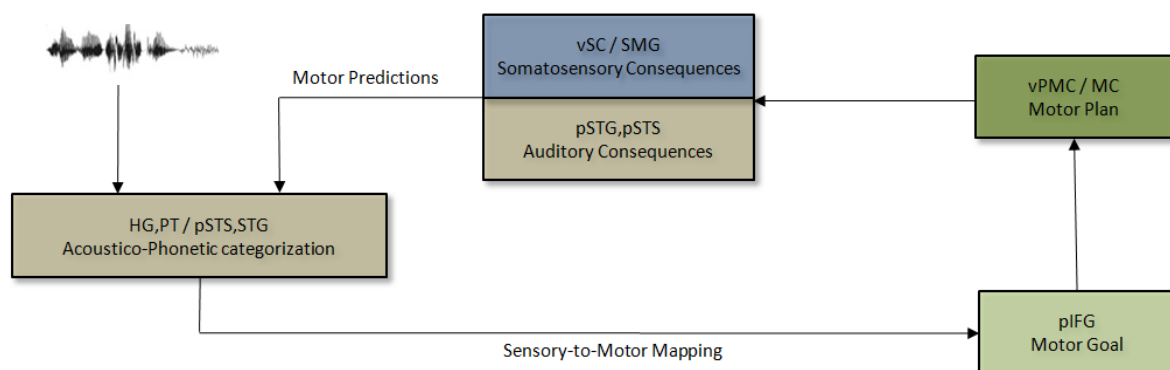 vSC / SMG
Somatosensory Consequences
Motor Predictions
vPMC / MC
Motor Plan
pSTG,pSTS
Auditory Consequences
HG,PT / pSTS,STG
Acoustico-Phonetic categorization
pIFG
Motor Goal
Sensory-to-Motor Mapping